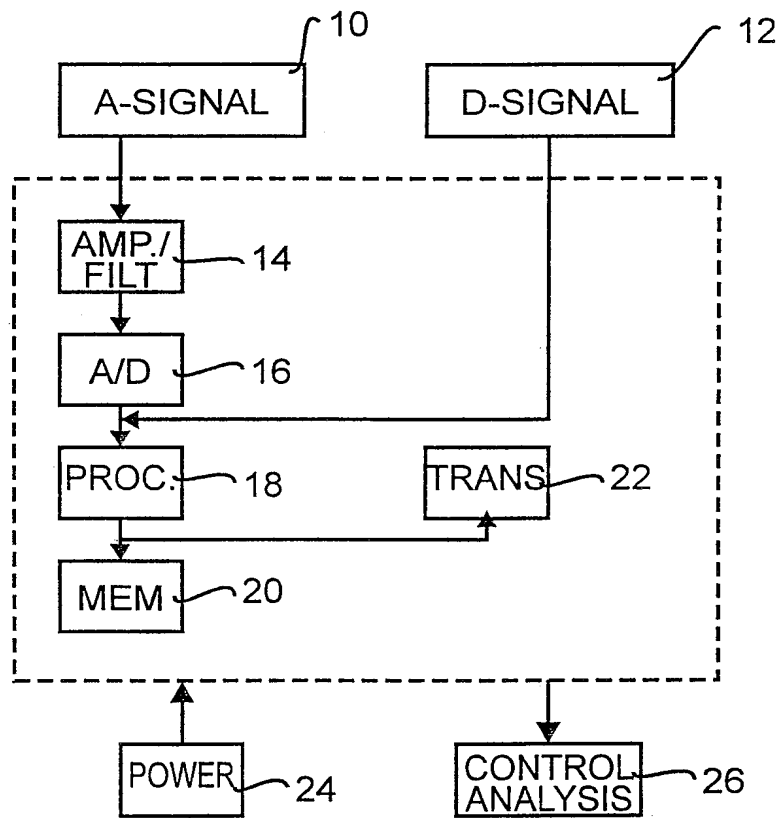 10
12
A-SIGNAL
D-SIGNAL
AMP./
FILT
14
A/D
16
PROC.
18
TRANS
22
MEM
20
POWER
24
CONTROL
ANALYSIS
26